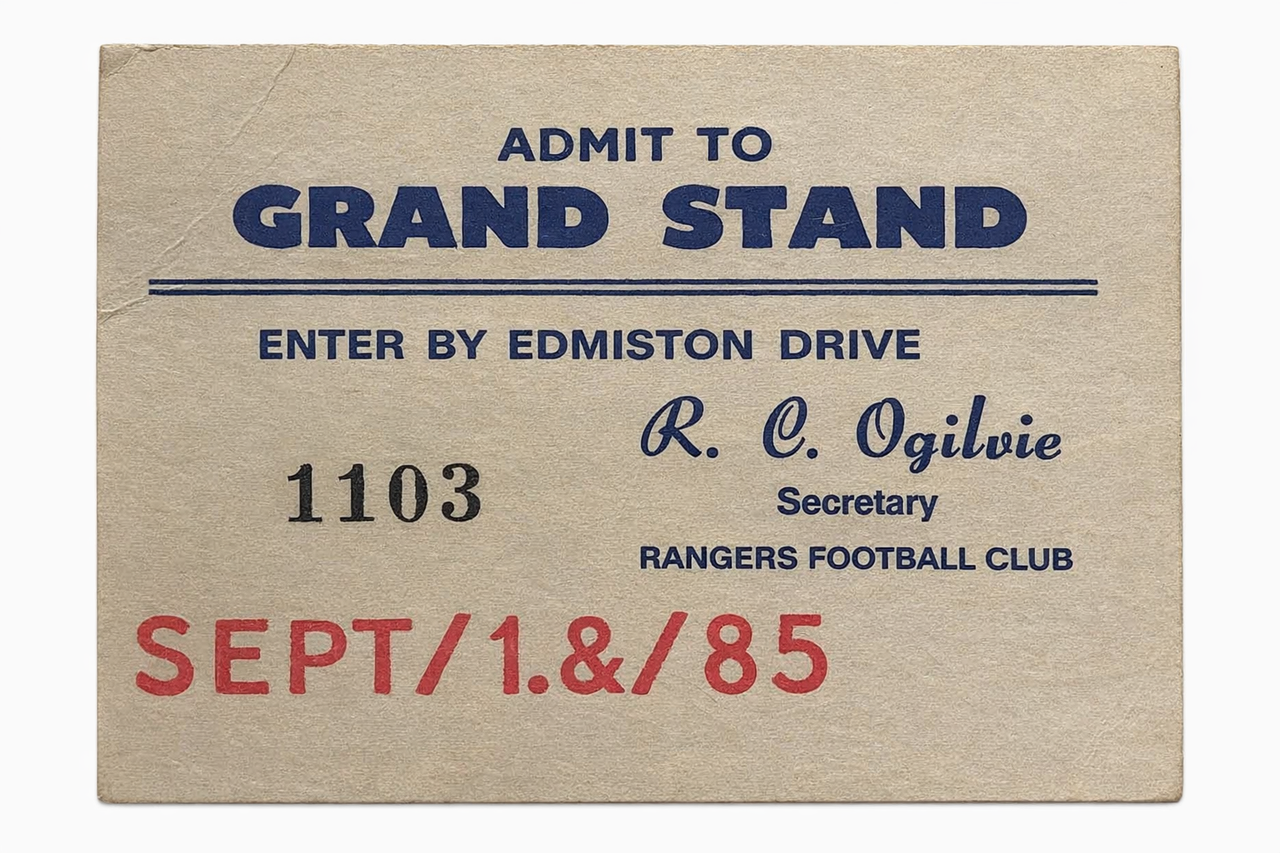 ADMIT TO
GRAND STAND
ENTER BY EDMISTON DRIVE
R. C. Ogilvie
1103
Secretary
RANGERS FOOTBALL CLUB
SEPT/1.&/85